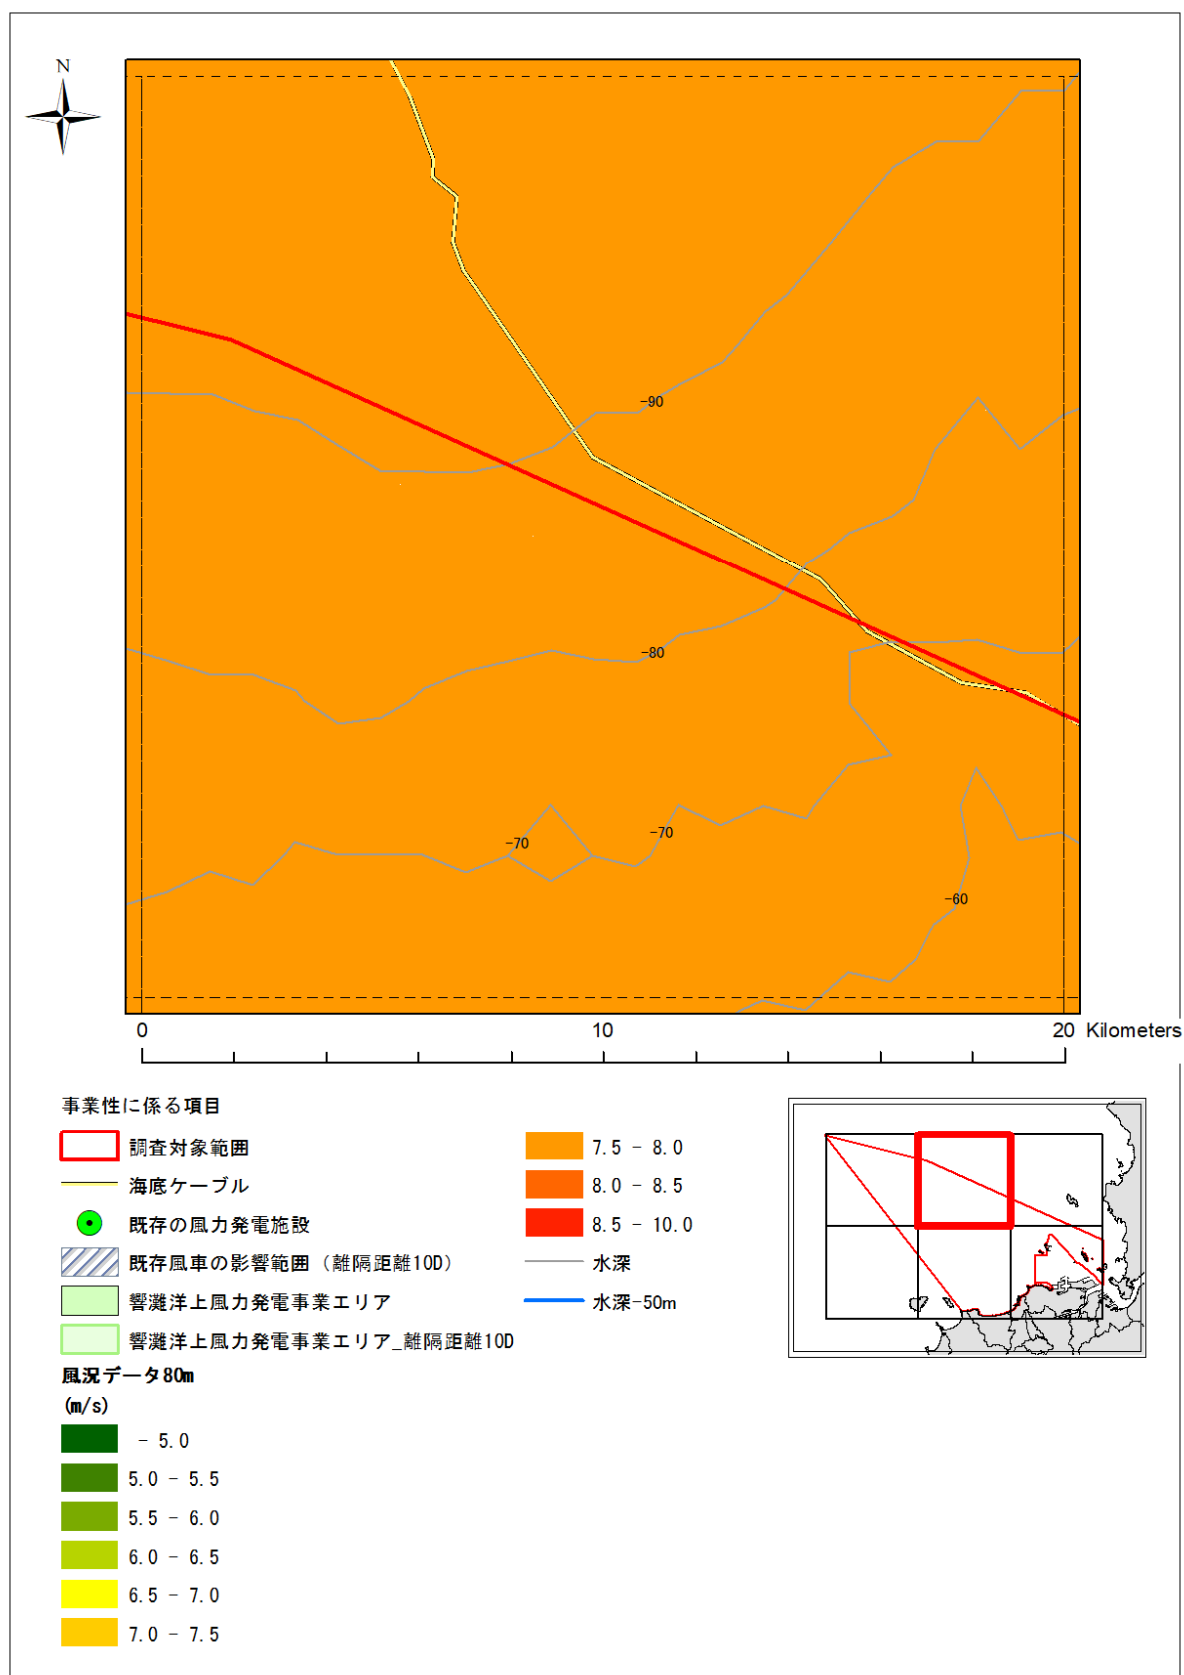 N
-90
-80
-70
-70
-60
0 10 20 Kilometers
事業性に係る項目
調査対象範囲
海底ケーブル
既存の風力発電施設
既存風車の影響範囲（離隔距離10D）
響灘洋上風力発電事業エリア
響灘洋上風力発電事業エリア_離隔距離10D
風況データ80m
(m/s)
- 5.0
5.0 - 5.5
5.5 - 6.0
6.0 - 6.5
6.5 - 7.0
7.0 - 7.5
7.5 - 8.0
8.0 - 8.5
8.5 - 10.0
水深
水深-50m